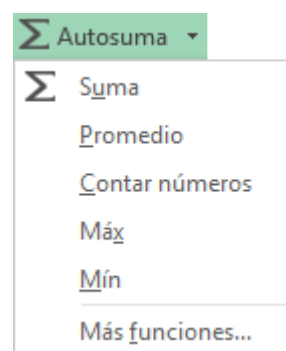 Σ Autosuma
Σ Suma
Promedio
Contar números
Máx
Mín
Más funciones...